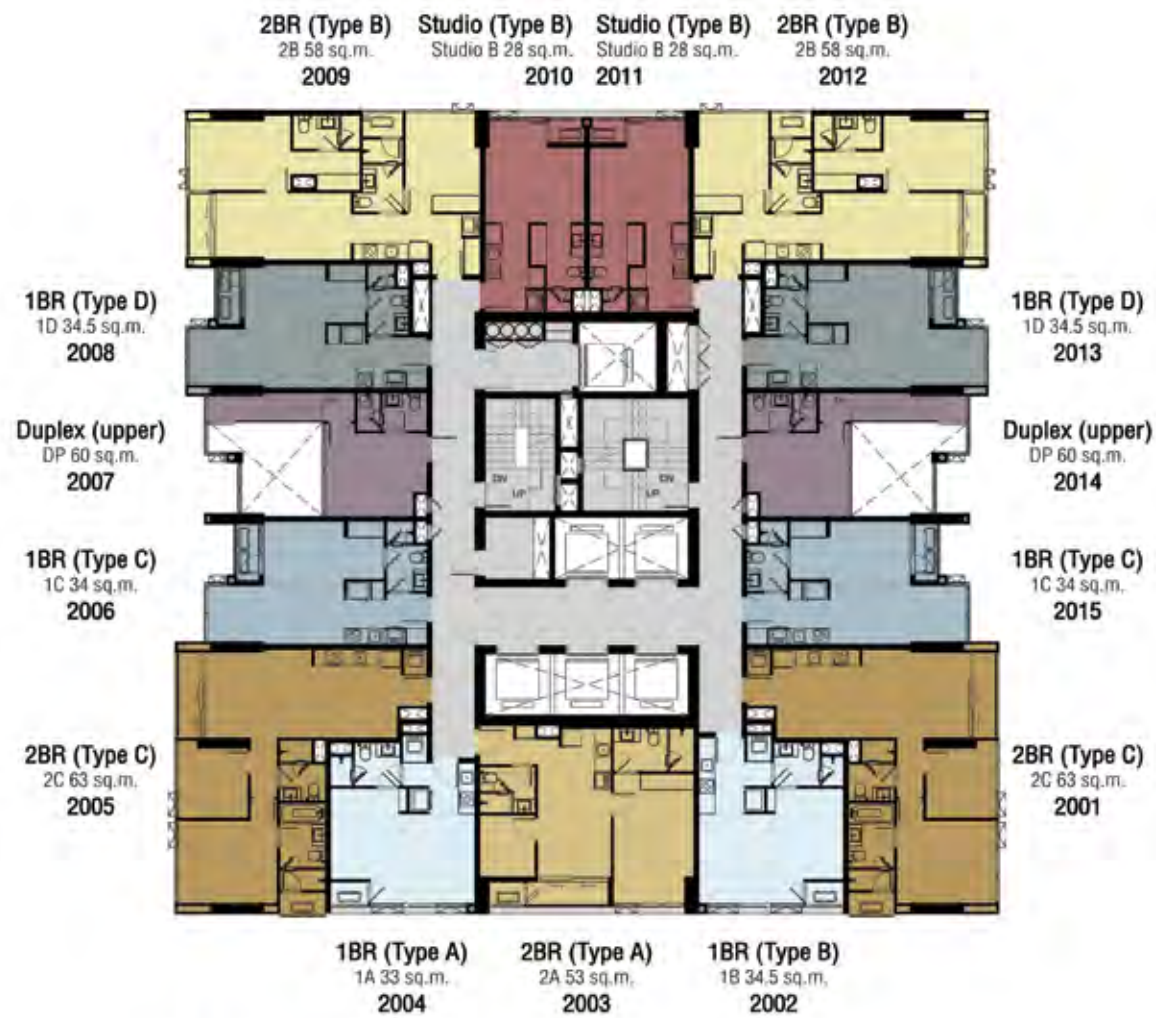 2BR (Type B)
2B 58 sq.m.
2009
Studio (Type B)
Studio B 28 sq.m.
2010
Studio (Type B)
Studio B 28 sq.m.
2011
2BR (Type B)
2B 58 sq.m.
2012
1BR (Type D)
1D 34.5 sq.m.
2008
1BR (Type D)
1D 34.5 sq.m.
2013
Duplex (upper)
DP 60 sq.m.
2007
DN
UP
DN
UP
Duplex (upper)
DP 60 sq.m.
2014
1BR (Type C)
1C 34 sq.m.
2006
1BR (Type C)
1C 34 sq.m.
2015
2BR (Type C)
2C 63 sq.m.
2005
2BR (Type C)
2C 63 sq.m.
2001
1BR (Type A)
1A 33 sq.m.
2004
2BR (Type A)
2A 53 sq.m.
2003
1BR (Type B)
1B 34.5 sq.m.
2002